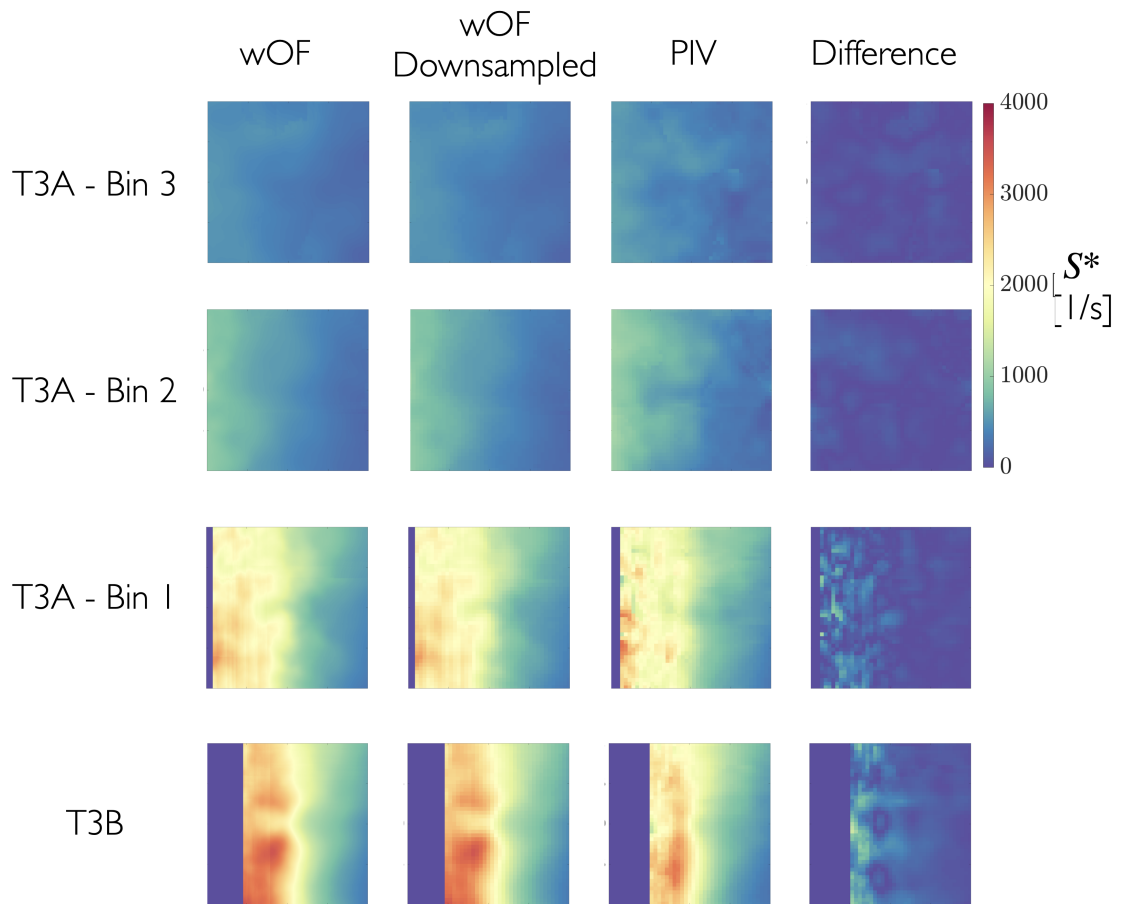 wOF
wOF
Downsampled
PIV
Difference
4000
3000
2000
1000
0
S*
[1/s]
T3A - Bin 3
T3A - Bin 2
T3A - Bin 1
T3B